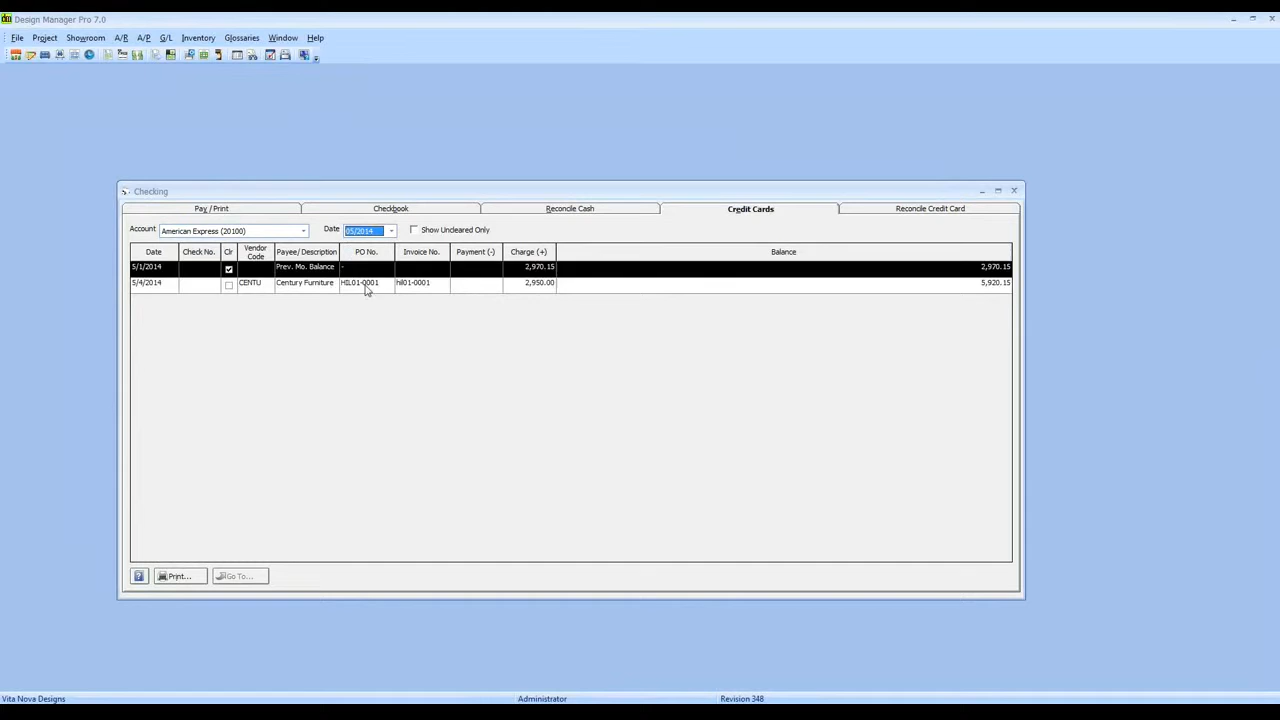 Design Manager Pro 7.0
File Project Showroom A/R A/P G/L Inventory Glossaries Window Help
Checking
Pay / Print Checkbook Reconcile Cash Credit Cards Reconcile Credit Card
Account American Express (20100) Date 05/2014 Show Uncleared Only
Date Check No. Clr Vendor Code Payee/Description PO No. Invoice No. Payment (-) Charge (+) Balance
5/1/2014 Prev. Mo. Balance - 2,970.15 2,970.15
5/4/2014 CENTU Century Furniture HIL01-0001 hil01-0001 2,950.00 5,920.15
Print... Go To...
Vita Nova Designs Administrator Revision 348